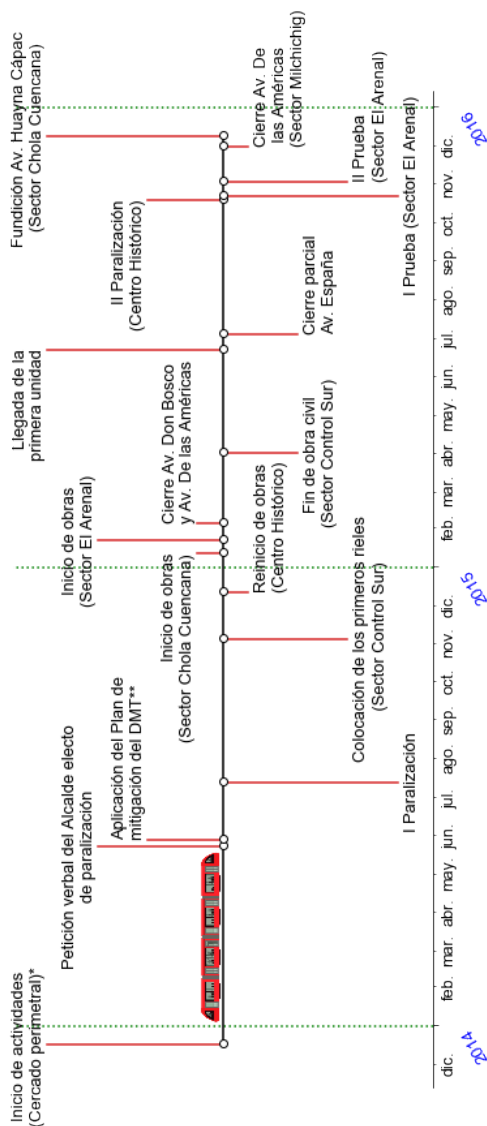 Inicio de actividades
(Cercado perimetral)*
Petición verbal del Alcalde electo
de paralización
Aplicación del Plan de
mitigación del DMT**
I Paralización
Colocación de los primeros rieles
(Sector Control Sur)
Reinicio de obras
(Centro Histórico)
Inicio de obras
(Sector Chola Cuencana)
Inicio de obras
(Sector El Arenal)
Cierre Av. Don Bosco
y Av. De las Américas
Fin de obra civil
(Sector Control Sur)
Llegada de la
primera unidad
Cierre parcial
Av. España
II Paralización
(Centro Histórico)
I Prueba (Sector El Arenal)
II Prueba
(Sector El Arenal)
Cierre Av. De
las Américas
(Sector Milchichig)
Fundición Av. Huayna Cápac
(Sector Chola Cuencana)
dic. feb. mar. abr. may. jun. jul. ago. sep. oct. nov. dic. feb. mar. abr. may. jun. jul. ago. sep. oct. nov. dic.
2014 2015 2016